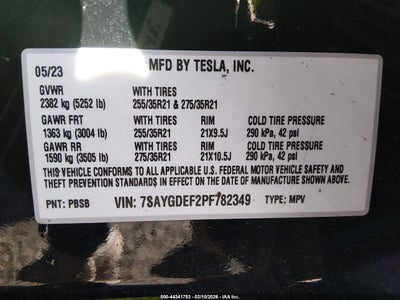 05/23 MFD BY TESLA, INC.
GVWR WITH TIRES
2382 kg (5252 lb) 255/35R21 & 275/35R21
GAWR FRT WITH TIRES RIM COLD TIRE PRESSURE
1363 kg (3004 lb) 255/35R21 21X9.5J 290 kPa, 42 psi
GAWR RR WITH TIRES RIM COLD TIRE PRESSURE
1590 kg (3505 lb) 275/35R21 21X10.5J 290 kPa, 42 psi
THIS VEHICLE CONFORMS TO ALL APPLICABLE U.S. FEDERAL MOTOR VEHICLE SAFETY AND
THEFT PREVENTION STANDARDS IN EFFECT ON THE DATE OF MANUFACTURE SHOWN ABOVE.
PNT: PBSB VIN: 7SAYGDEF2PF782349 TYPE: MPV
000-44341753 - 02/10/2026 - IAA Inc.